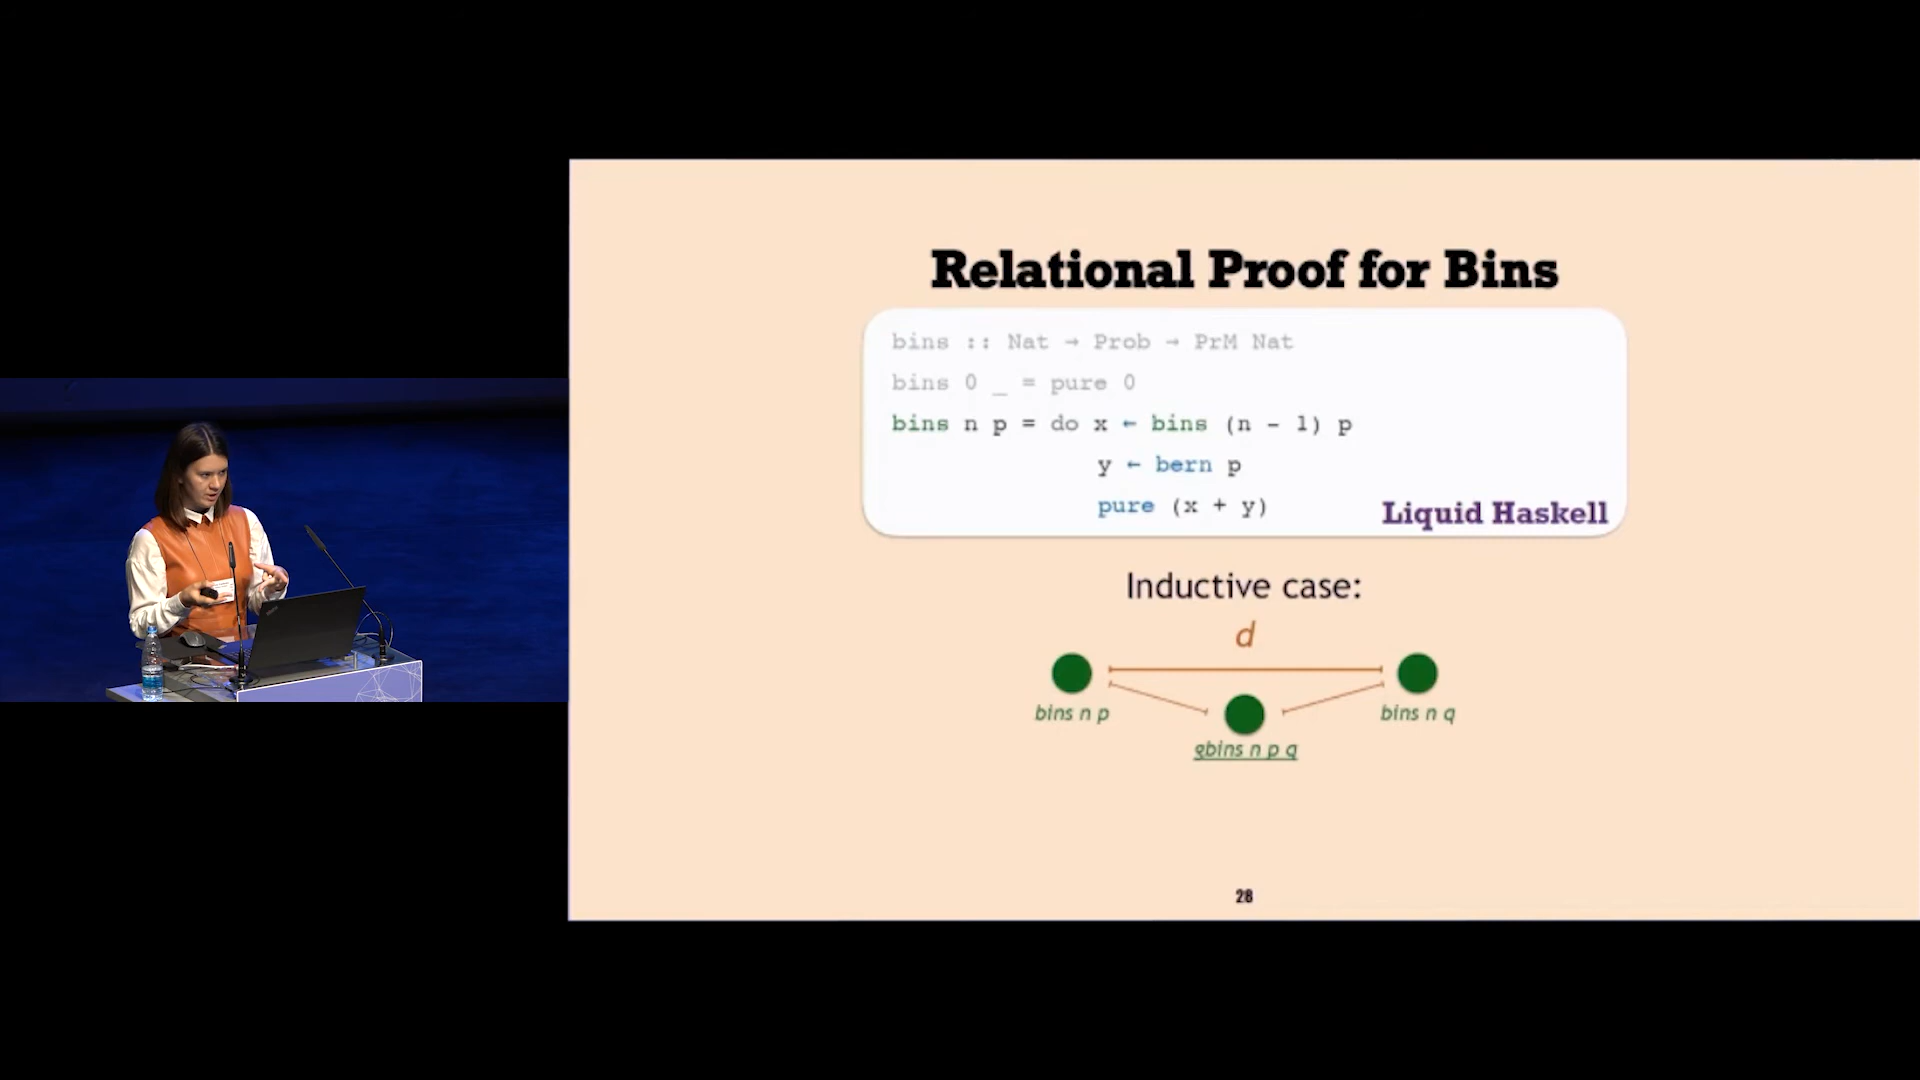 Relational Proof for Bins
bins :: Nat → Prob → PrM Nat
bins 0 _ = pure 0
bins n p = do x ← bins (n - 1) p
y ← bern p
pure (x + y)
Liquid Haskell
Inductive case:
d
bins n p
bins n q
gbins n p q
28